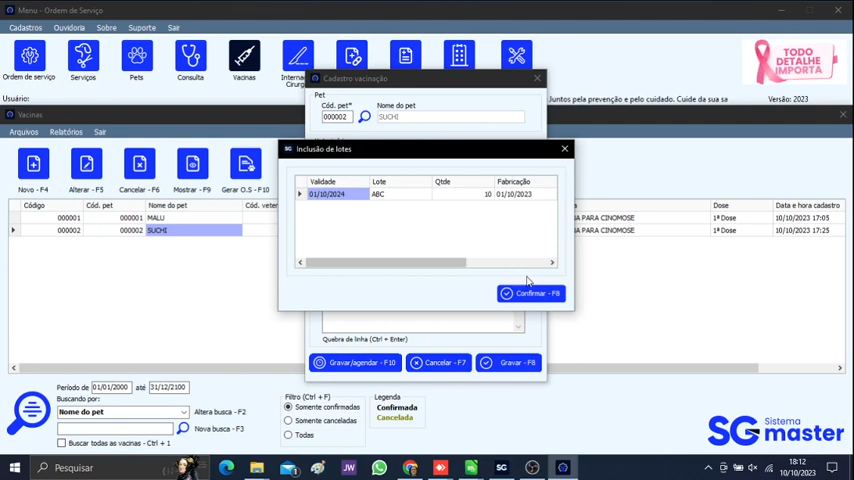 Menu - Ordem de Serviço
Cadastros Ouvidoria Sobre Suporte Sair
Ordem de serviço Serviços Pets Consulta Vacinas
Cirurg
TODO
DETALHE
IMPORTA
Usuário:
Juntos pela prevenção e pelo cuidado. Cuide da sua sa
Versão: 2023
Vacinas
Arquivos Relatórios Sair
Novo - F4 Alterar - F5 Cancelar - F6 Mostrar - F9 Gerar O.S - F10
Código Cód. pet Nome do pet Cód. veter
000001 000001 MALU
000002 000002 SUCHI
Dose Data e hora cadastro
PARA CINOMOSE 1ª Dose 10/10/2023 17:05
PARA CINOMOSE 1ª Dose 10/10/2023 17:25
Cadastro vacinação
Pet
Cód. pet* Nome do pet
000002 SUCHI
SG Inclusão de lotes
Validade Lote Qtde Fabricação
01/10/2024 ABC 10 01/10/2023
Confirmar - F8
Quebra de linha (Ctrl + Enter)
Gravar/agendar - F10 Cancelar - F7 Gravar - F8
Período de 01/01/2000 até 31/12/2100
Buscando por:
Nome do pet Altera busca - F2
Nova busca - F3
Buscar todas as vacinas - Ctrl + 1
Filtro (Ctrl + F)
Somente confirmadas
Somente canceladas
Todas
Legenda
Confirmada
Cancelada
SG Sistema
master
Pesquisar
JW
SG
18:12
10/10/2023